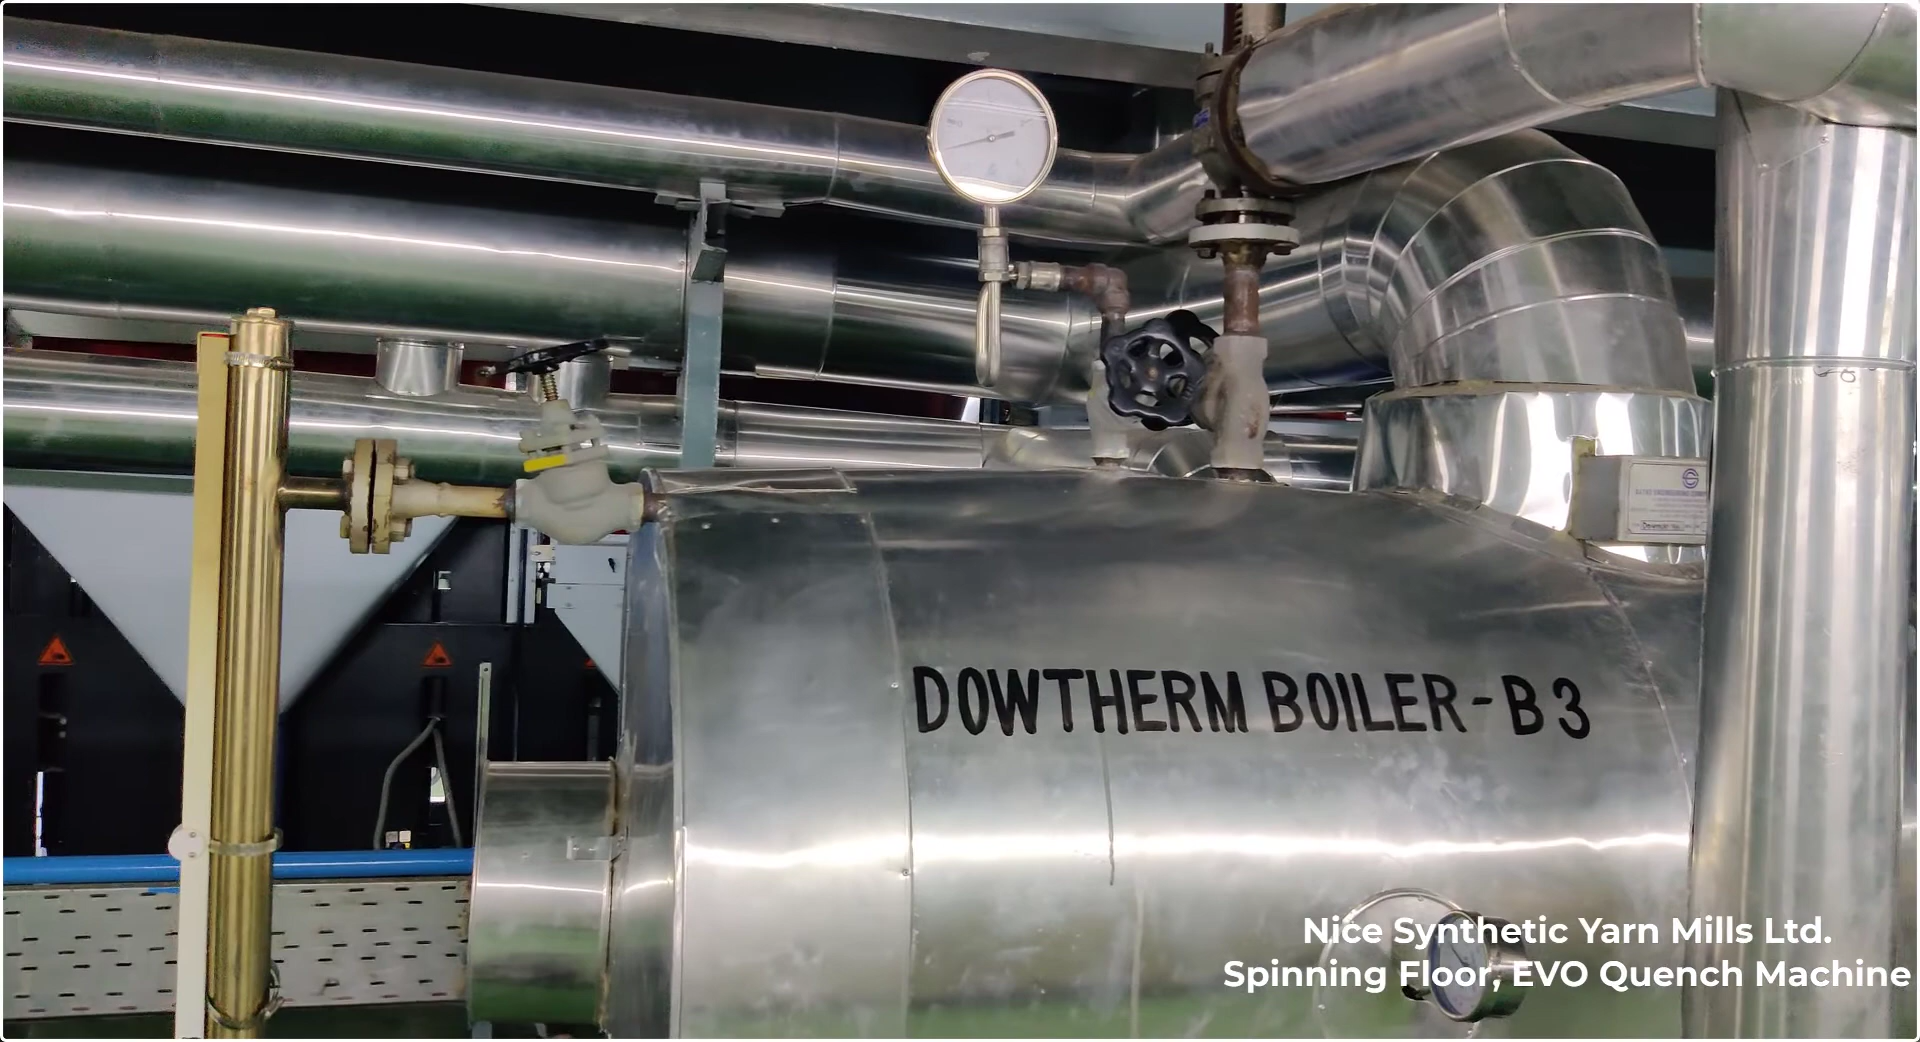 DOWTHERM BOILER-B3
Nice Synthetic Yarn Mills Ltd.
Spinning Floor, EVO Quench Machine